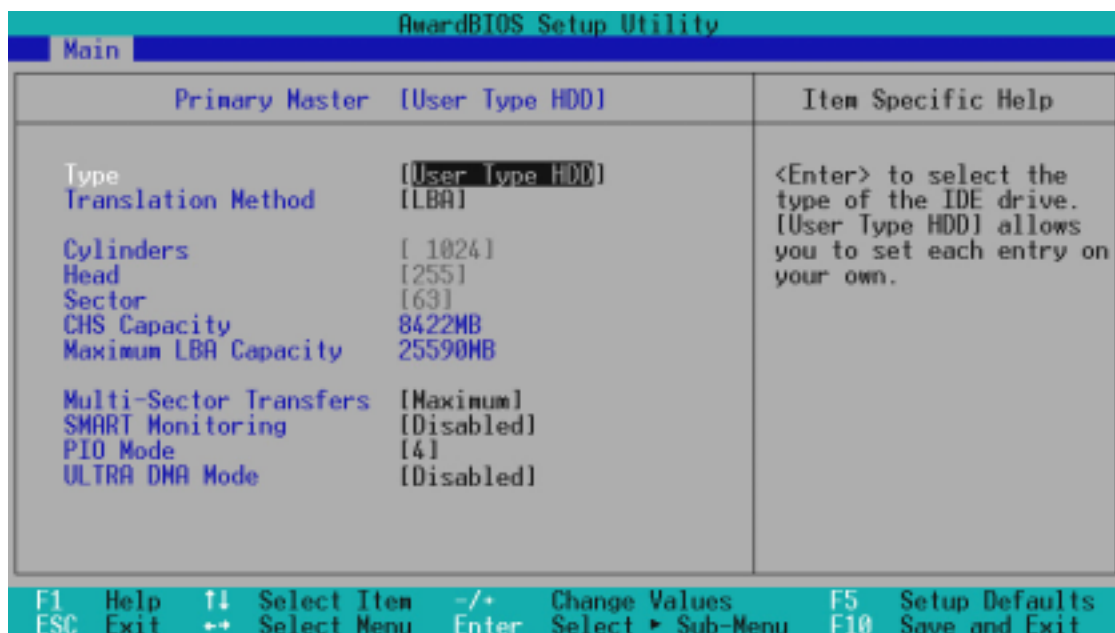 AwardBIOS Setup Utility
Main
Primary Master [User Type HDD] Item Specific Help
Type [User Type HDD] <Enter> to select the
Translation Method [LBA] type of the IDE drive.
[User Type HDD] allows
Cylinders [ 1024] you to set each entry on
Head [255] your own.
Sector [63]
CHS Capacity 8422MB
Maximum LBA Capacity 25590MB
Multi-Sector Transfers [Maximum]
SMART Monitoring [Disabled]
PIO Mode [4]
ULTRA DMA Mode [Disabled]
F1 Help ↑↓ Select Item -/+ Change Values F5 Setup Defaults
ESC Exit ←→ Select Menu Enter Select ► Sub-Menu F10 Save and Exit